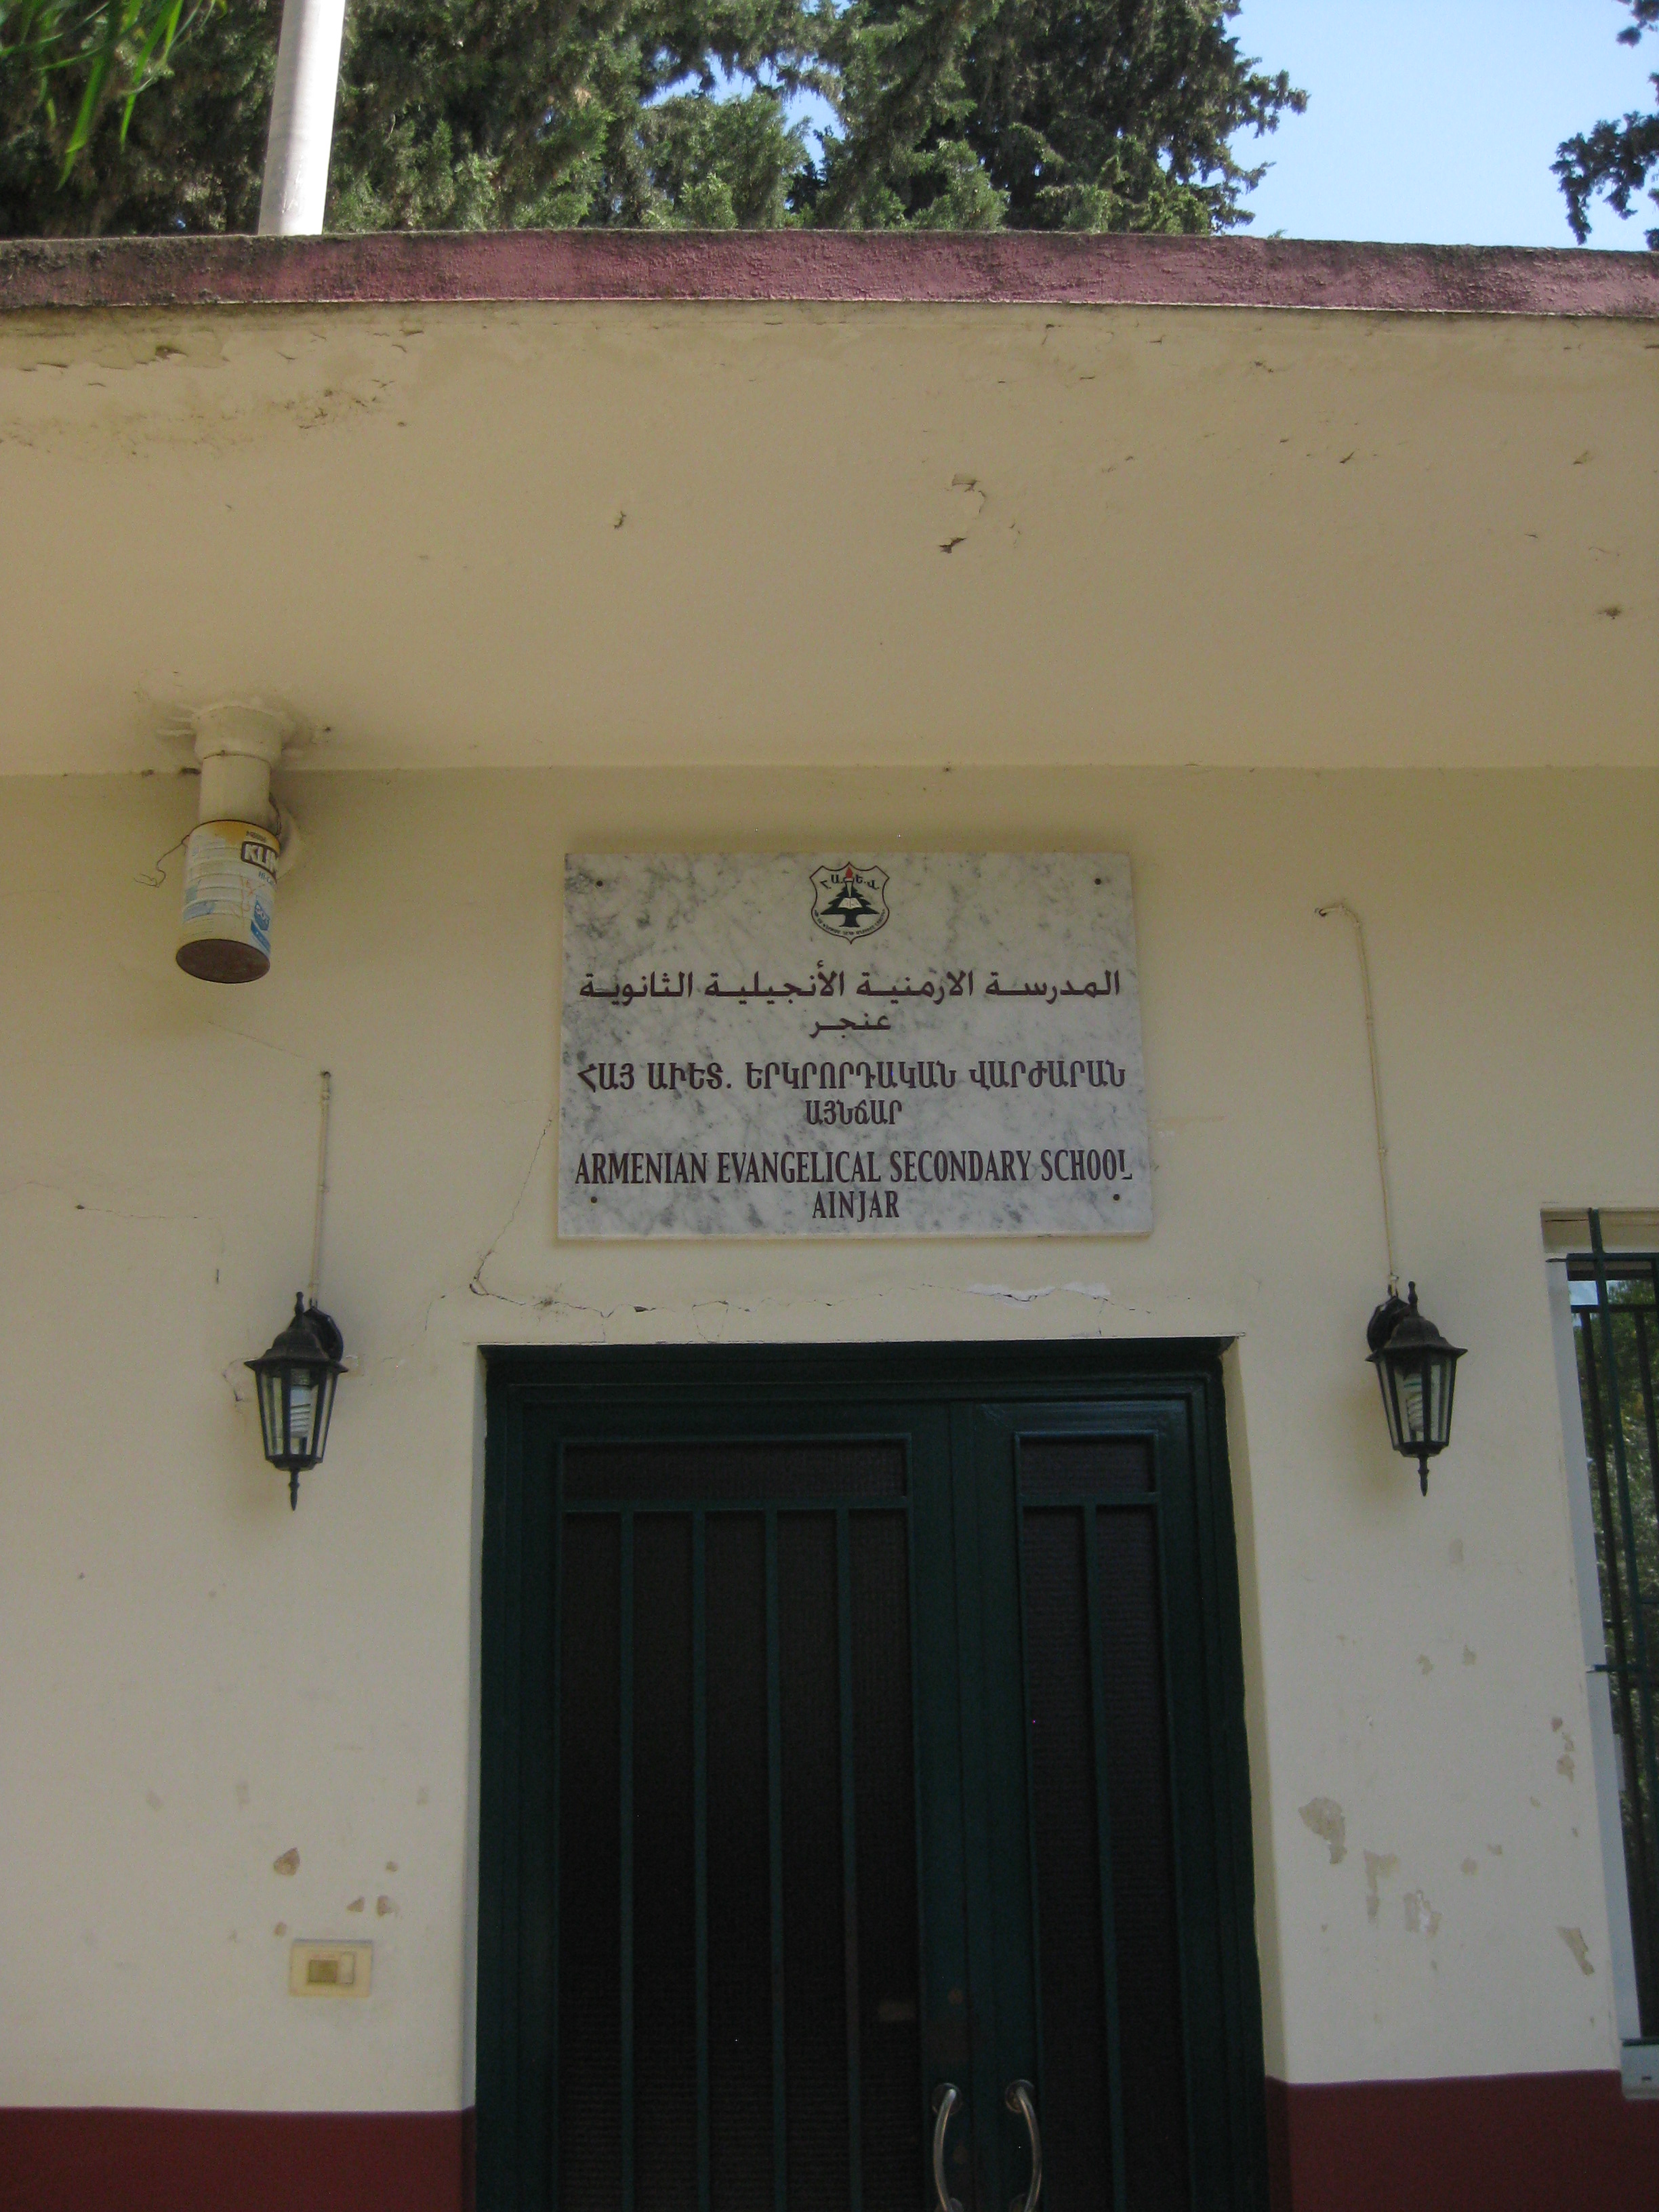 المدرسة الارمنية الأنجيلية الثانوية
عنجر
ՀԱՅ ԱՒԵՏ. ԵՐԿՐՈՐԴԱԿԱՆ ՎԱՐԺԱՐԱՆ
ԱՅՆՃԱՐ
ARMENIAN EVANGELICAL SECONDARY SCHOOL
AINJAR